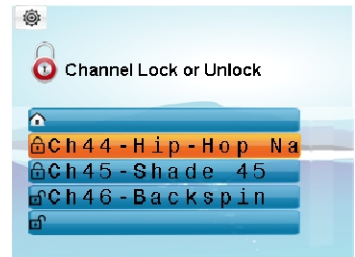 Channel Lock or Unlock
Ch44-Hip-Hop Na
Ch45-Shade 45
Ch46-Backspin